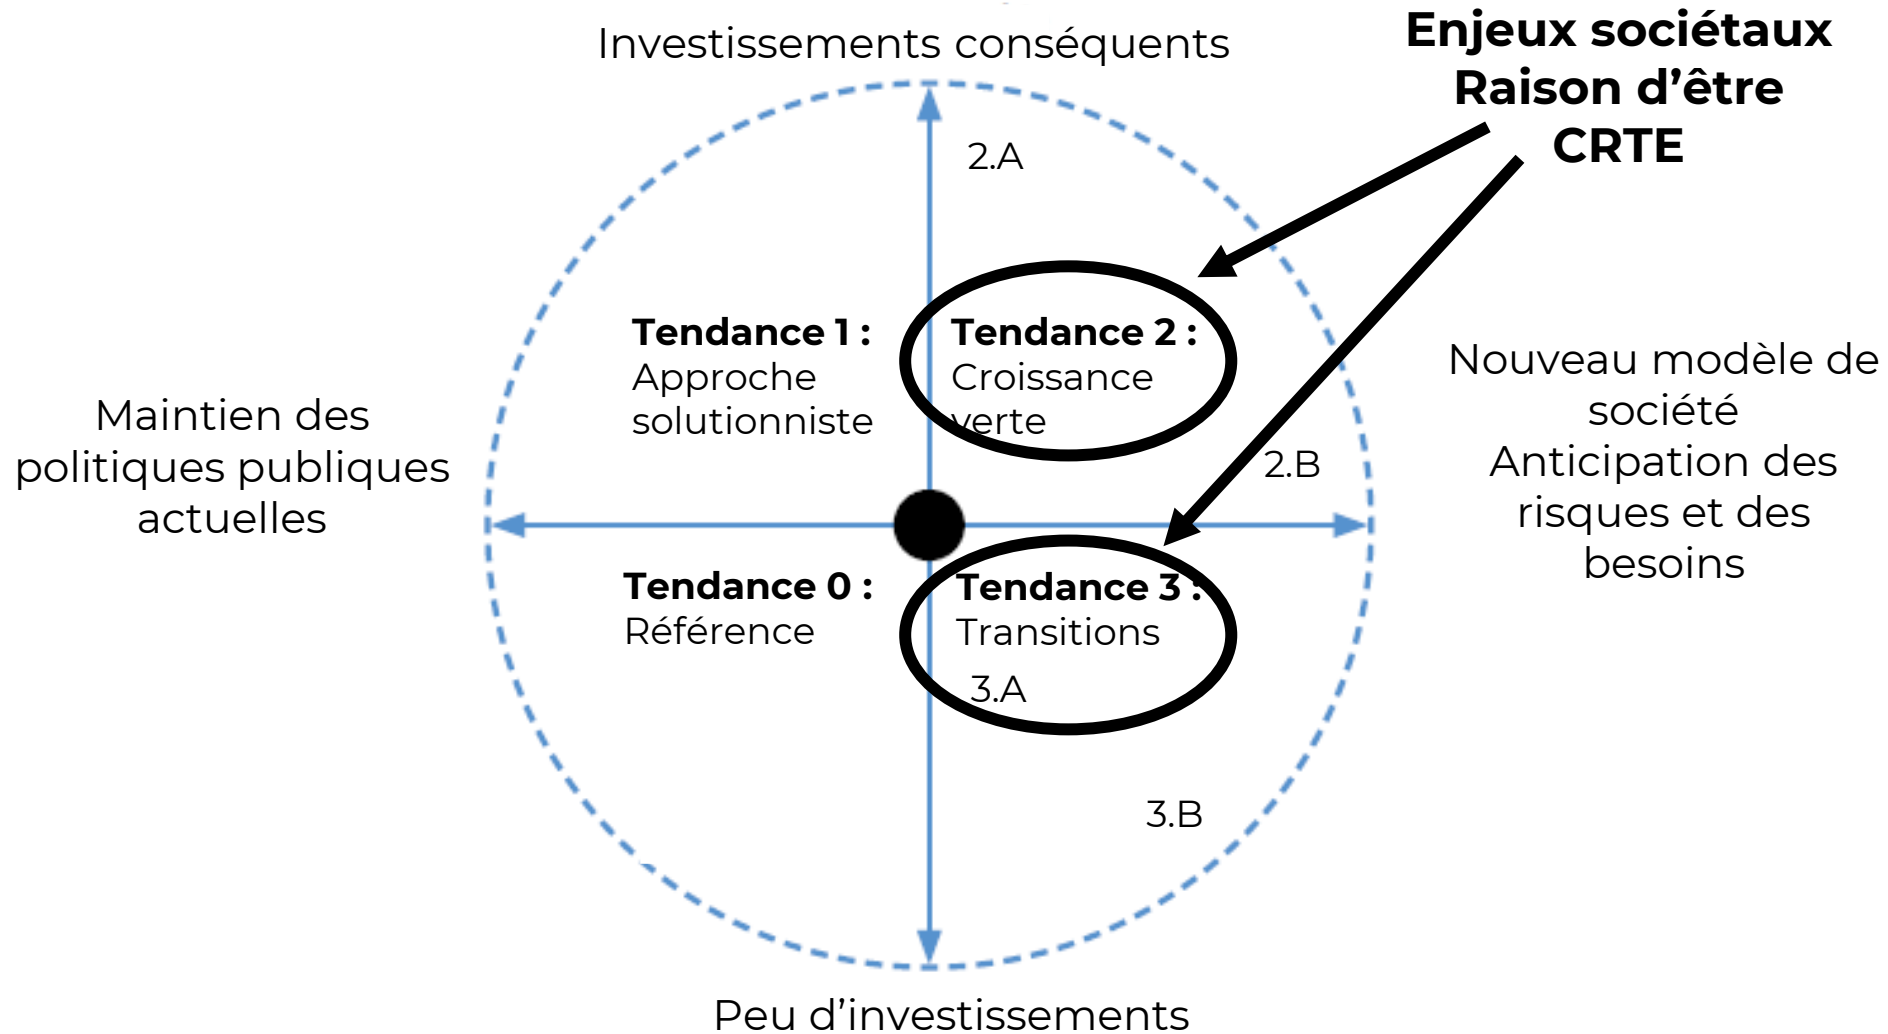 Investissements conséquents
Enjeux sociétaux
Raison d’être
CRTE
2.A
Tendance 1 :
Approche
solutionniste
Tendance 2 :
Croissance
verte
Maintien des
politiques publiques
actuelles
Nouveau modèle de
société
Anticipation des
risques et des
besoins
2.B
Tendance 0 :
Référence
Tendance 3 :
Transitions
3.A
3.B
Peu d’investissements